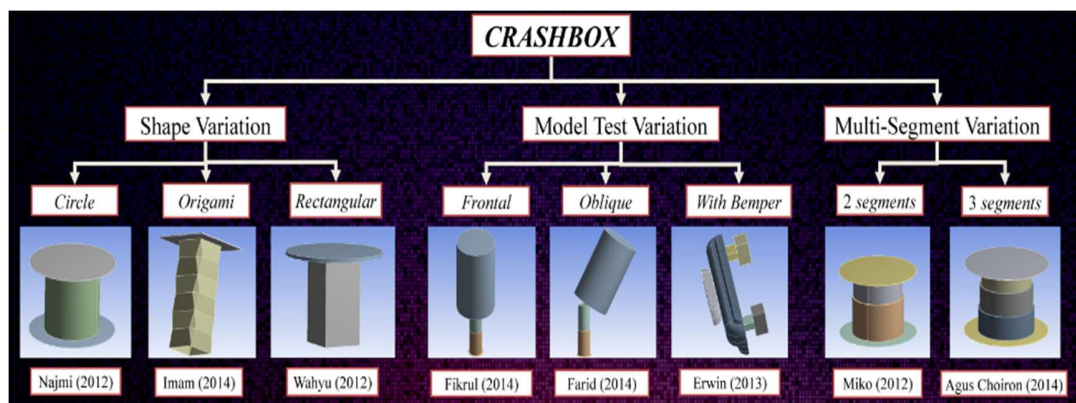 CRASHBOX
Shape Variation
Model Test Variation
Multi-Segment Variation
Circle
Origami
Rectangular
Frontal
Oblique
With Bemper
2 segments
3 segments
Najmi (2012)
Imam (2014)
Wahyu (2012)
Fikrul (2014)
Farid (2014)
Erwin (2013)
Miko (2012)
Agus Choiron (2014)